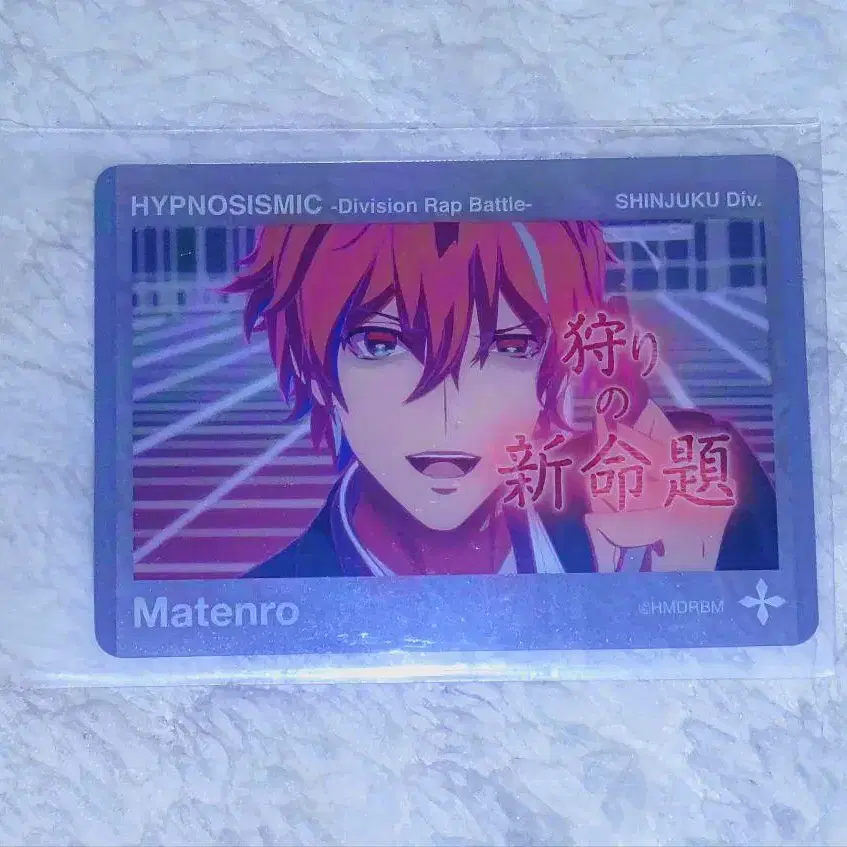 HYPNOSISMIC -Division Rap Battle-
SHINJUKU Div.
狩り
の
新命題
Matenro
©HMDRBM